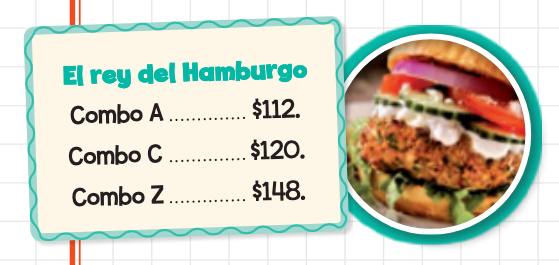 El rey del Hamburgo
Combo A ............. $112.
Combo C ............. $120.
Combo Z ............. $148.